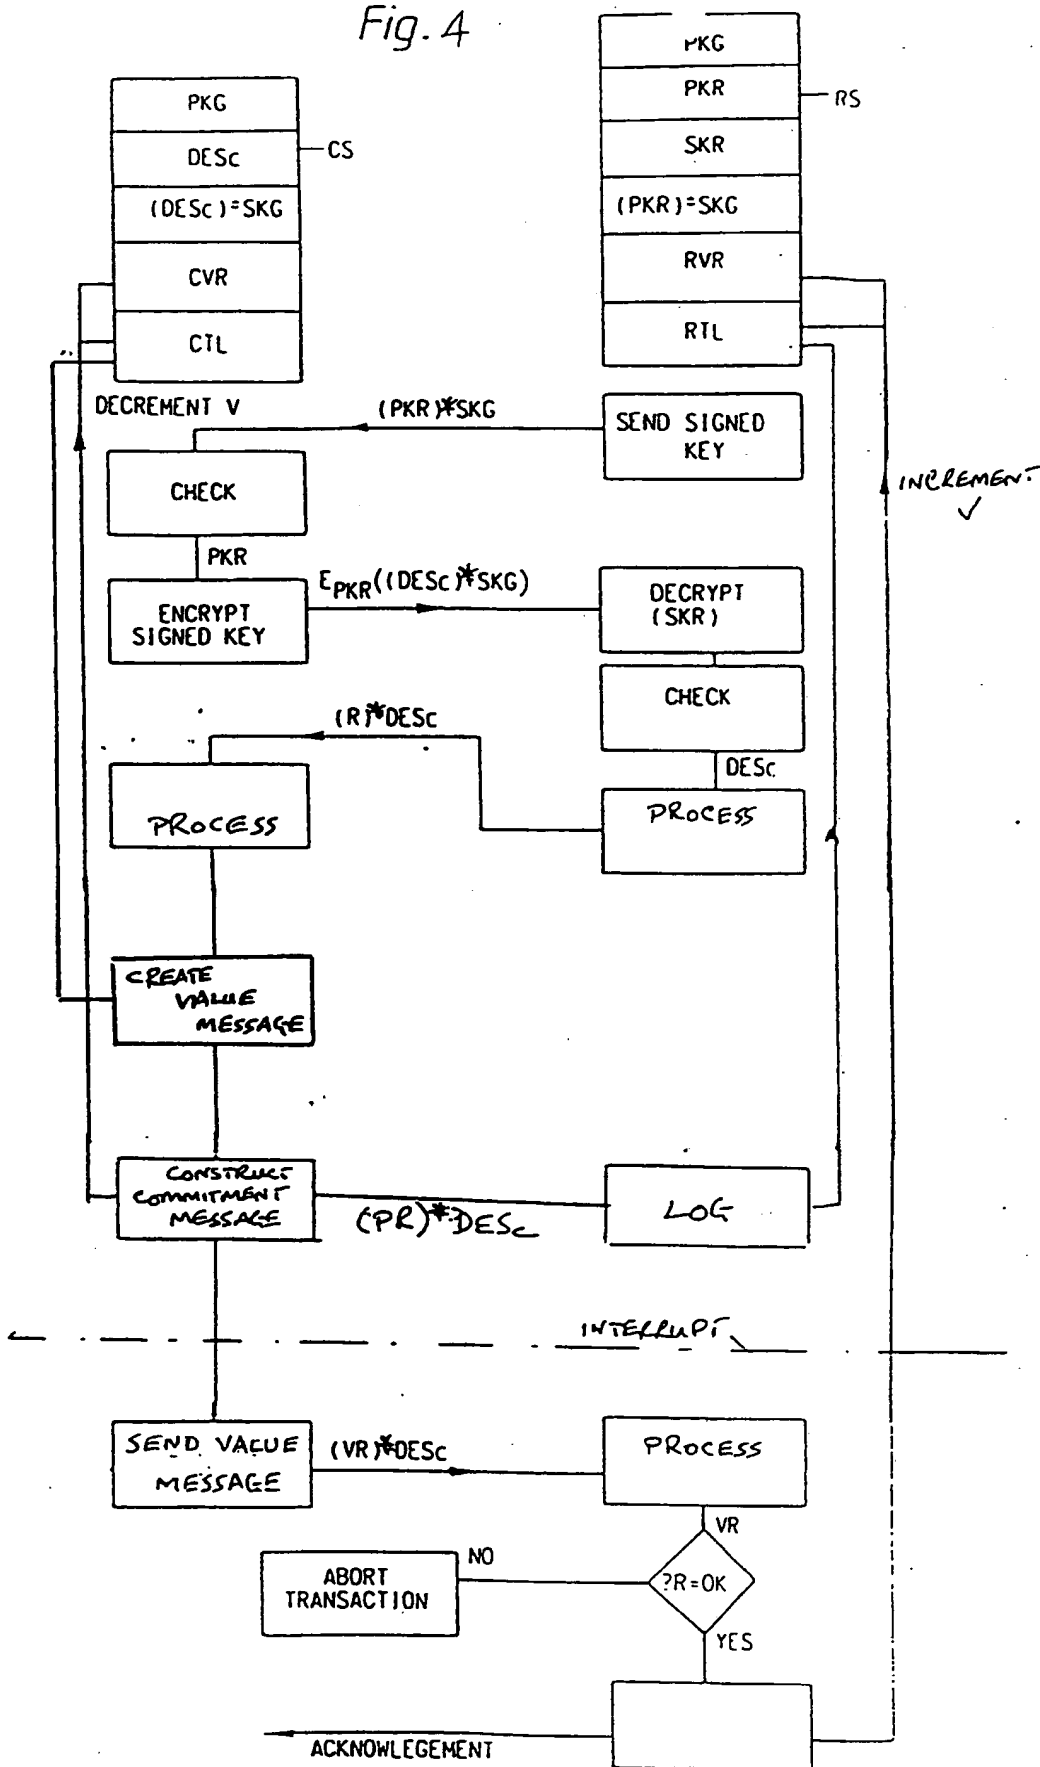 Fig. 4
PKG
DESc
CS
(DESc)=SKG
CVR
CTL
DECREMENT V
PKG
PKR
RS
SKR
(PKR)=SKG
RVR
RTL
(PKR)*SKG
SEND SIGNED
KEY
INCREMENT
V
CHECK
PKR
ENCRYPT
SIGNED KEY
EPKR((DESc)*SKG)
DECRYPT
(SKR)
CHECK
DESc
(R)*DESc
PROCESS
PROCESS
CREATE
VALUE
MESSAGE
CONSTRUCT
COMMITMENT
MESSAGE
(PR)*DESc
LOG
INTERRUPT
SEND VALUE
MESSAGE
(VR)*DESc
PROCESS
VR
?R=OK
NO
ABORT
TRANSACTION
YES
ACKNOWLEGEMENT